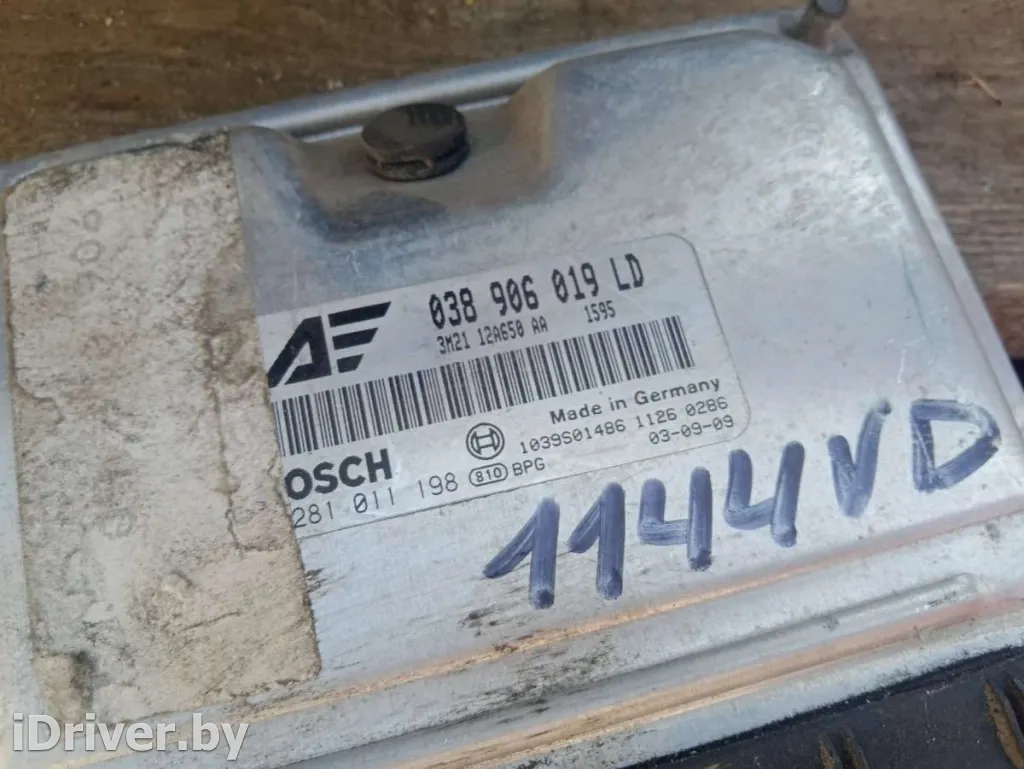 038 906 019 LD
3M21 12A650 AA 1595
Made in Germany
1039S01486 1126 0286
OSCH
281 011 198 810 BPG 03-09-09
1144VD
iDriver.by